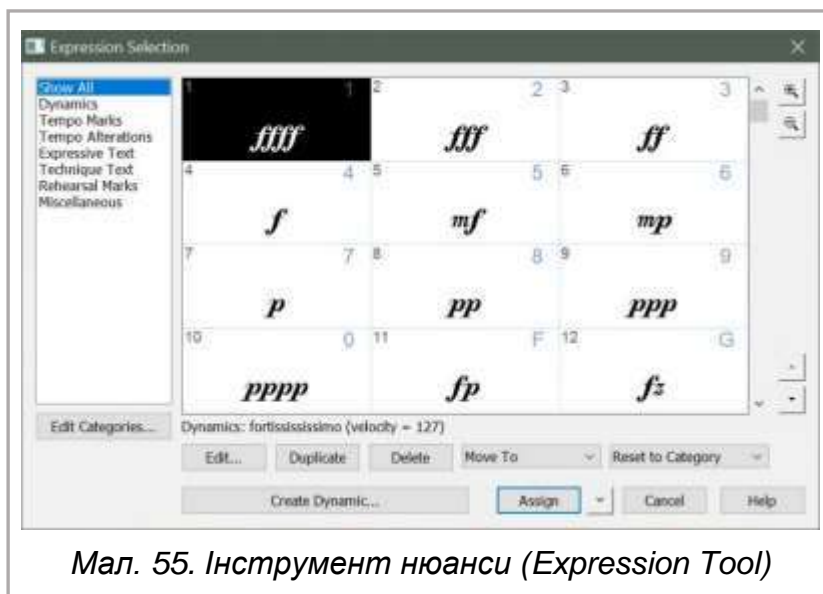 Expression Selection
Show All
Dynamics
Tempo Marks
Tempo Alterations
Expressive Text
Technique Text
Rehearsal Marks
Miscellaneous
1 1 2 2 3 3
ffff fff ff
4 4 5 5 6 6
f mf mp
7 7 8 8 9 9
p pp ppp
10 0 11 F 12 G
pppp fp fz
Edit Categories...
Dynamics: fortissississimo (velocity = 127)
Edit... Duplicate Delete Move To Reset to Category
Create Dynamic... Assign Cancel Help
Мал. 55. Інструмент нюанси (Expression Tool)